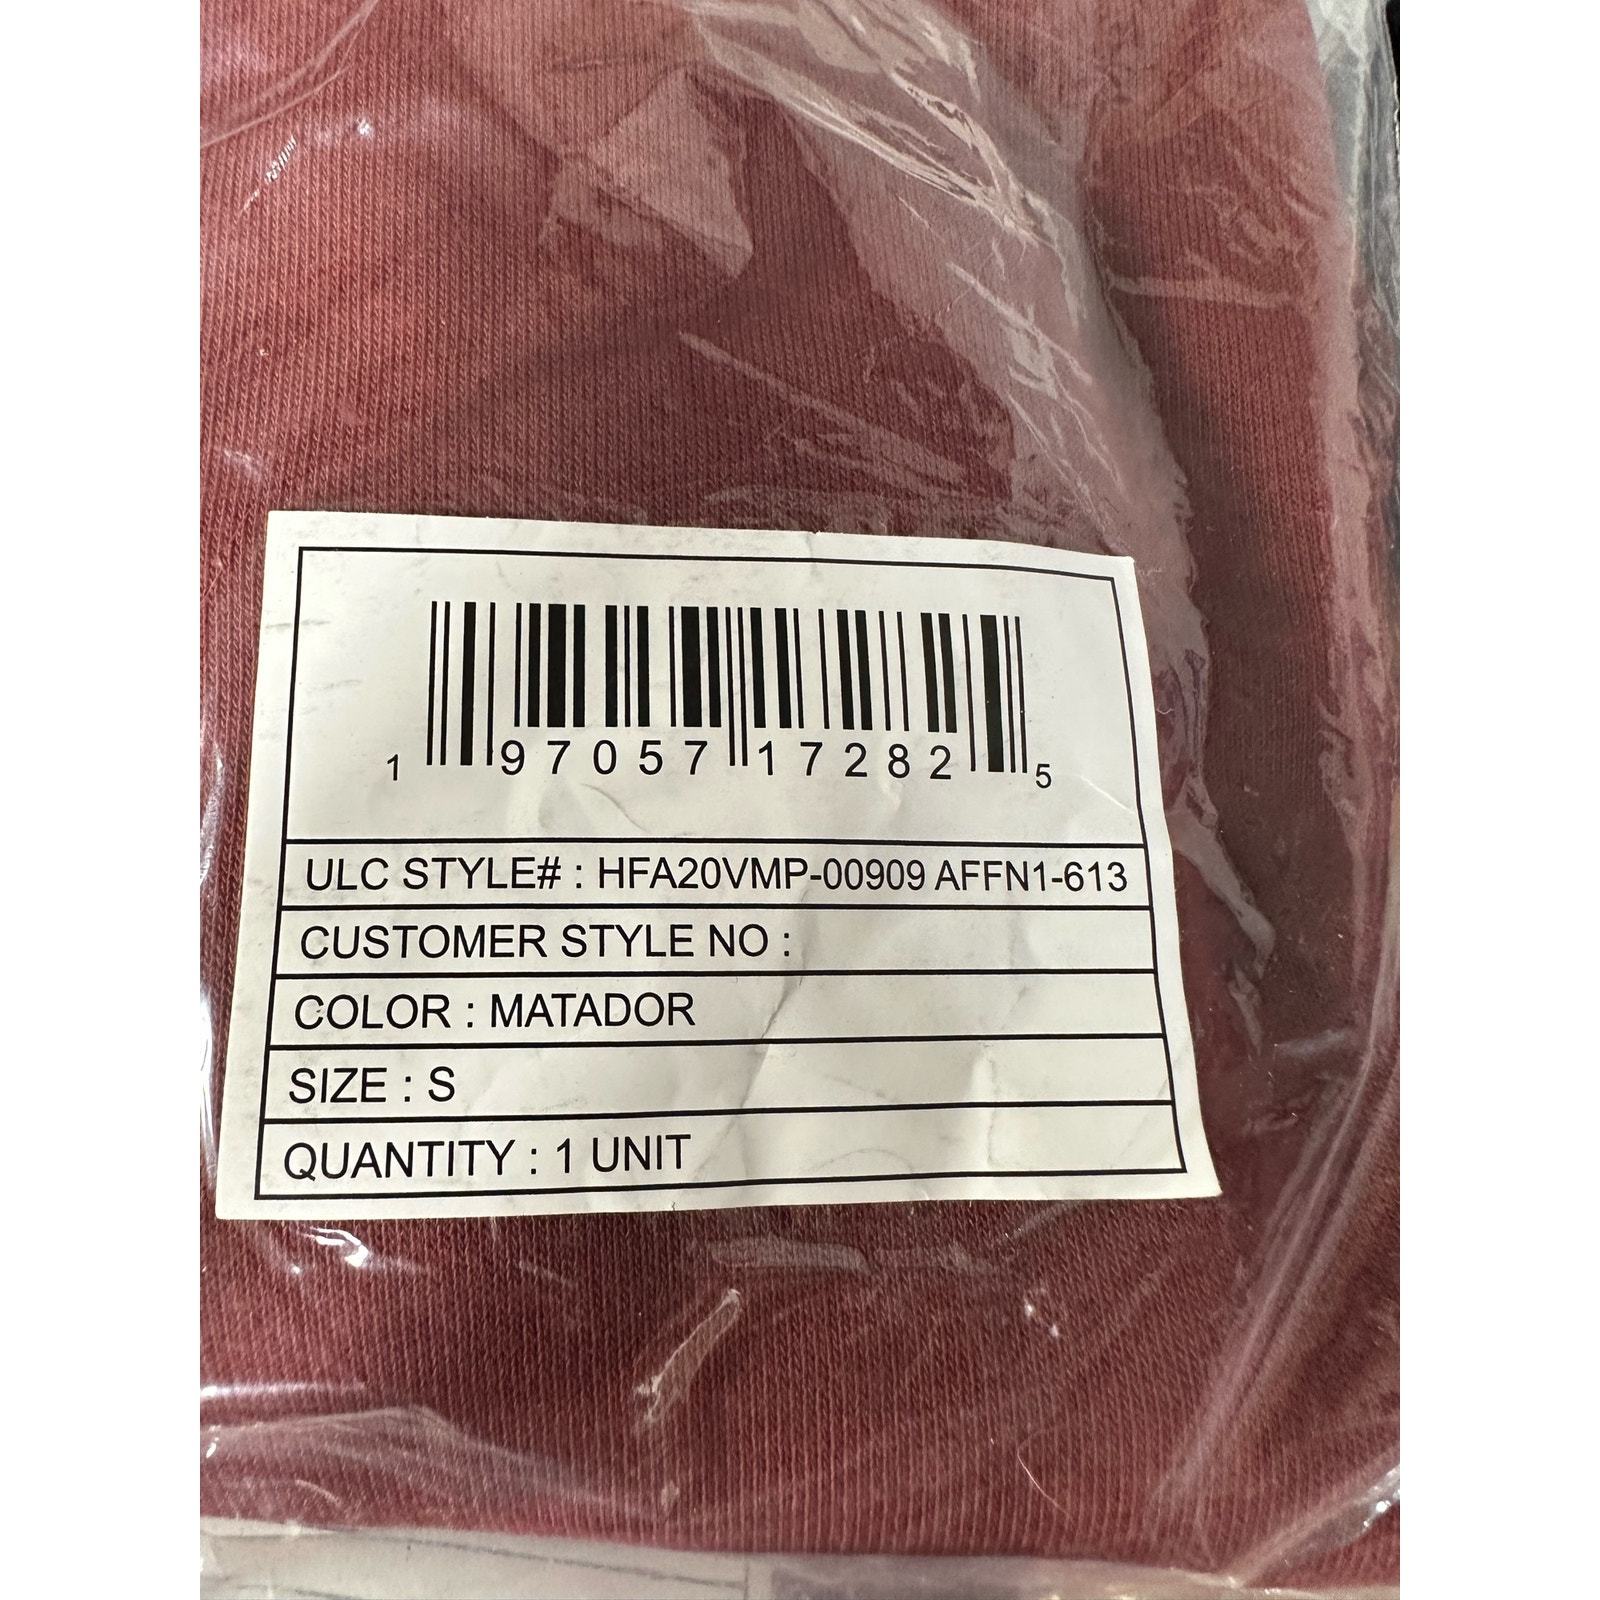 1 97057 17282 5
ULC STYLE# : HFA20VMP-00909 AFFN1-613
CUSTOMER STYLE NO :
COLOR : MATADOR
SIZE : S
QUANTITY : 1 UNIT